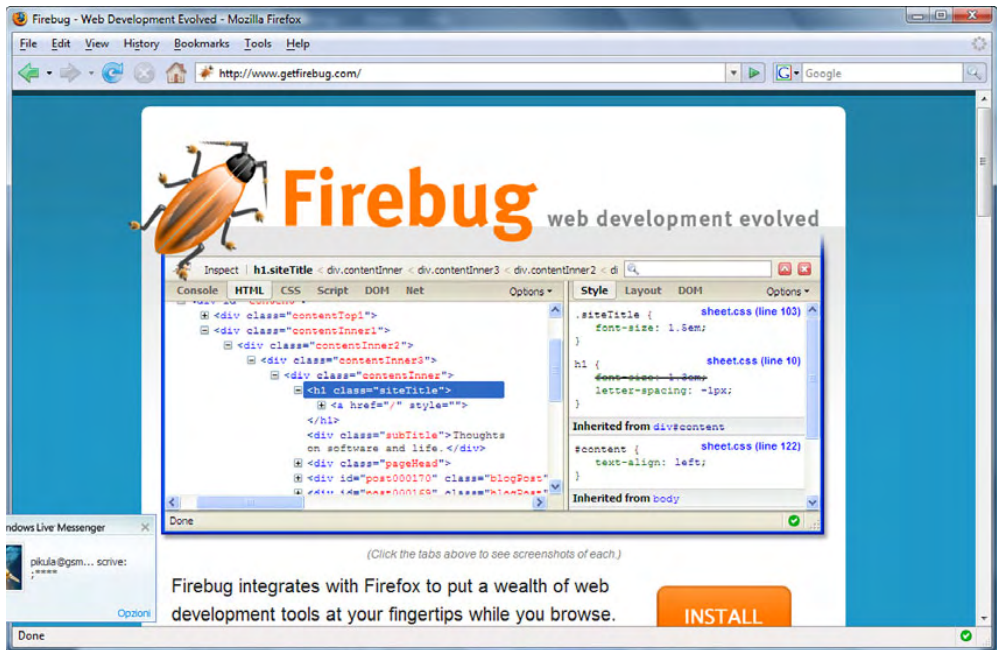 Firebug - Web Development Evolved - Mozilla Firefox
File Edit View History Bookmarks Tools Help
http://www.getfirebug.com/ Google
Firebug web development evolved
Inspect h1.siteTitle < div.contentInner < div.contentInner3 < div.contentInner2 < di
Console HTML CSS Script DOM Net Options Style Layout DOM Options
<div class="contentTop1">
<div class="contentInner1">
<div class="contentInner2">
<div class="contentInner3">
<div class="contentInner">
<h1 class="siteTitle">
<a href="/" style="">
</h1>
<div class="subTitle">Thoughts
on software and life.</div>
<div class="pageHead">
<div id="post000170" class="blogPost"
<div id="post000169" class="blogPost"
.siteTitle { sheet.css (line 103)
font-size: 1.5em;
}
h1 { sheet.css (line 10)
font-size: 1.3em;
letter-spacing: -1px;
}
Inherited from div#content
#content { sheet.css (line 122)
text-align: left;
}
Inherited from body
Done
(Click the tabs above to see screenshots of each.)
Firebug integrates with Firefox to put a wealth of web
development tools at your fingertips while you browse.
INSTALL
ndows Live Messenger
pikula@gsm... scrive:
;****
Opzioni
Done